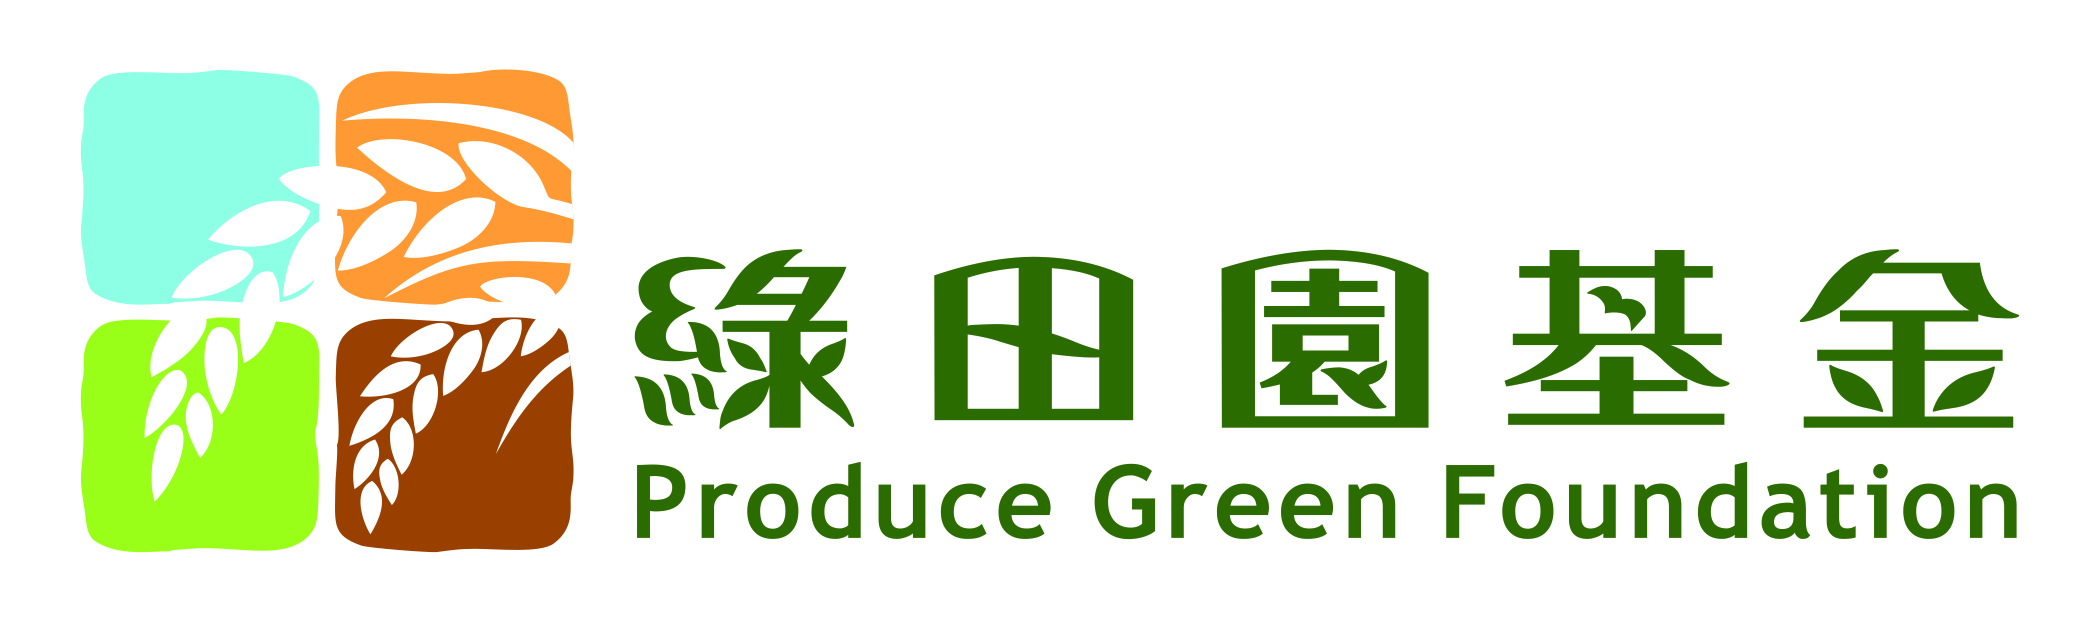 綠田園基金
Produce Green Foundation